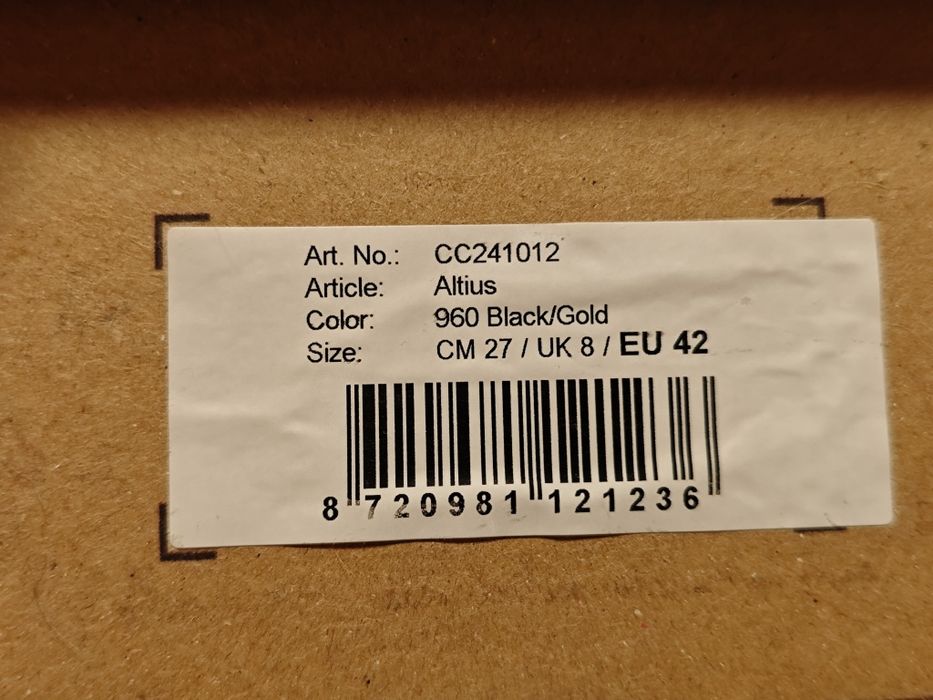 Art. No.: CC241012
Article: Altius
Color: 960 Black/Gold
Size: CM 27 / UK 8 / EU 42
8 720981 121236